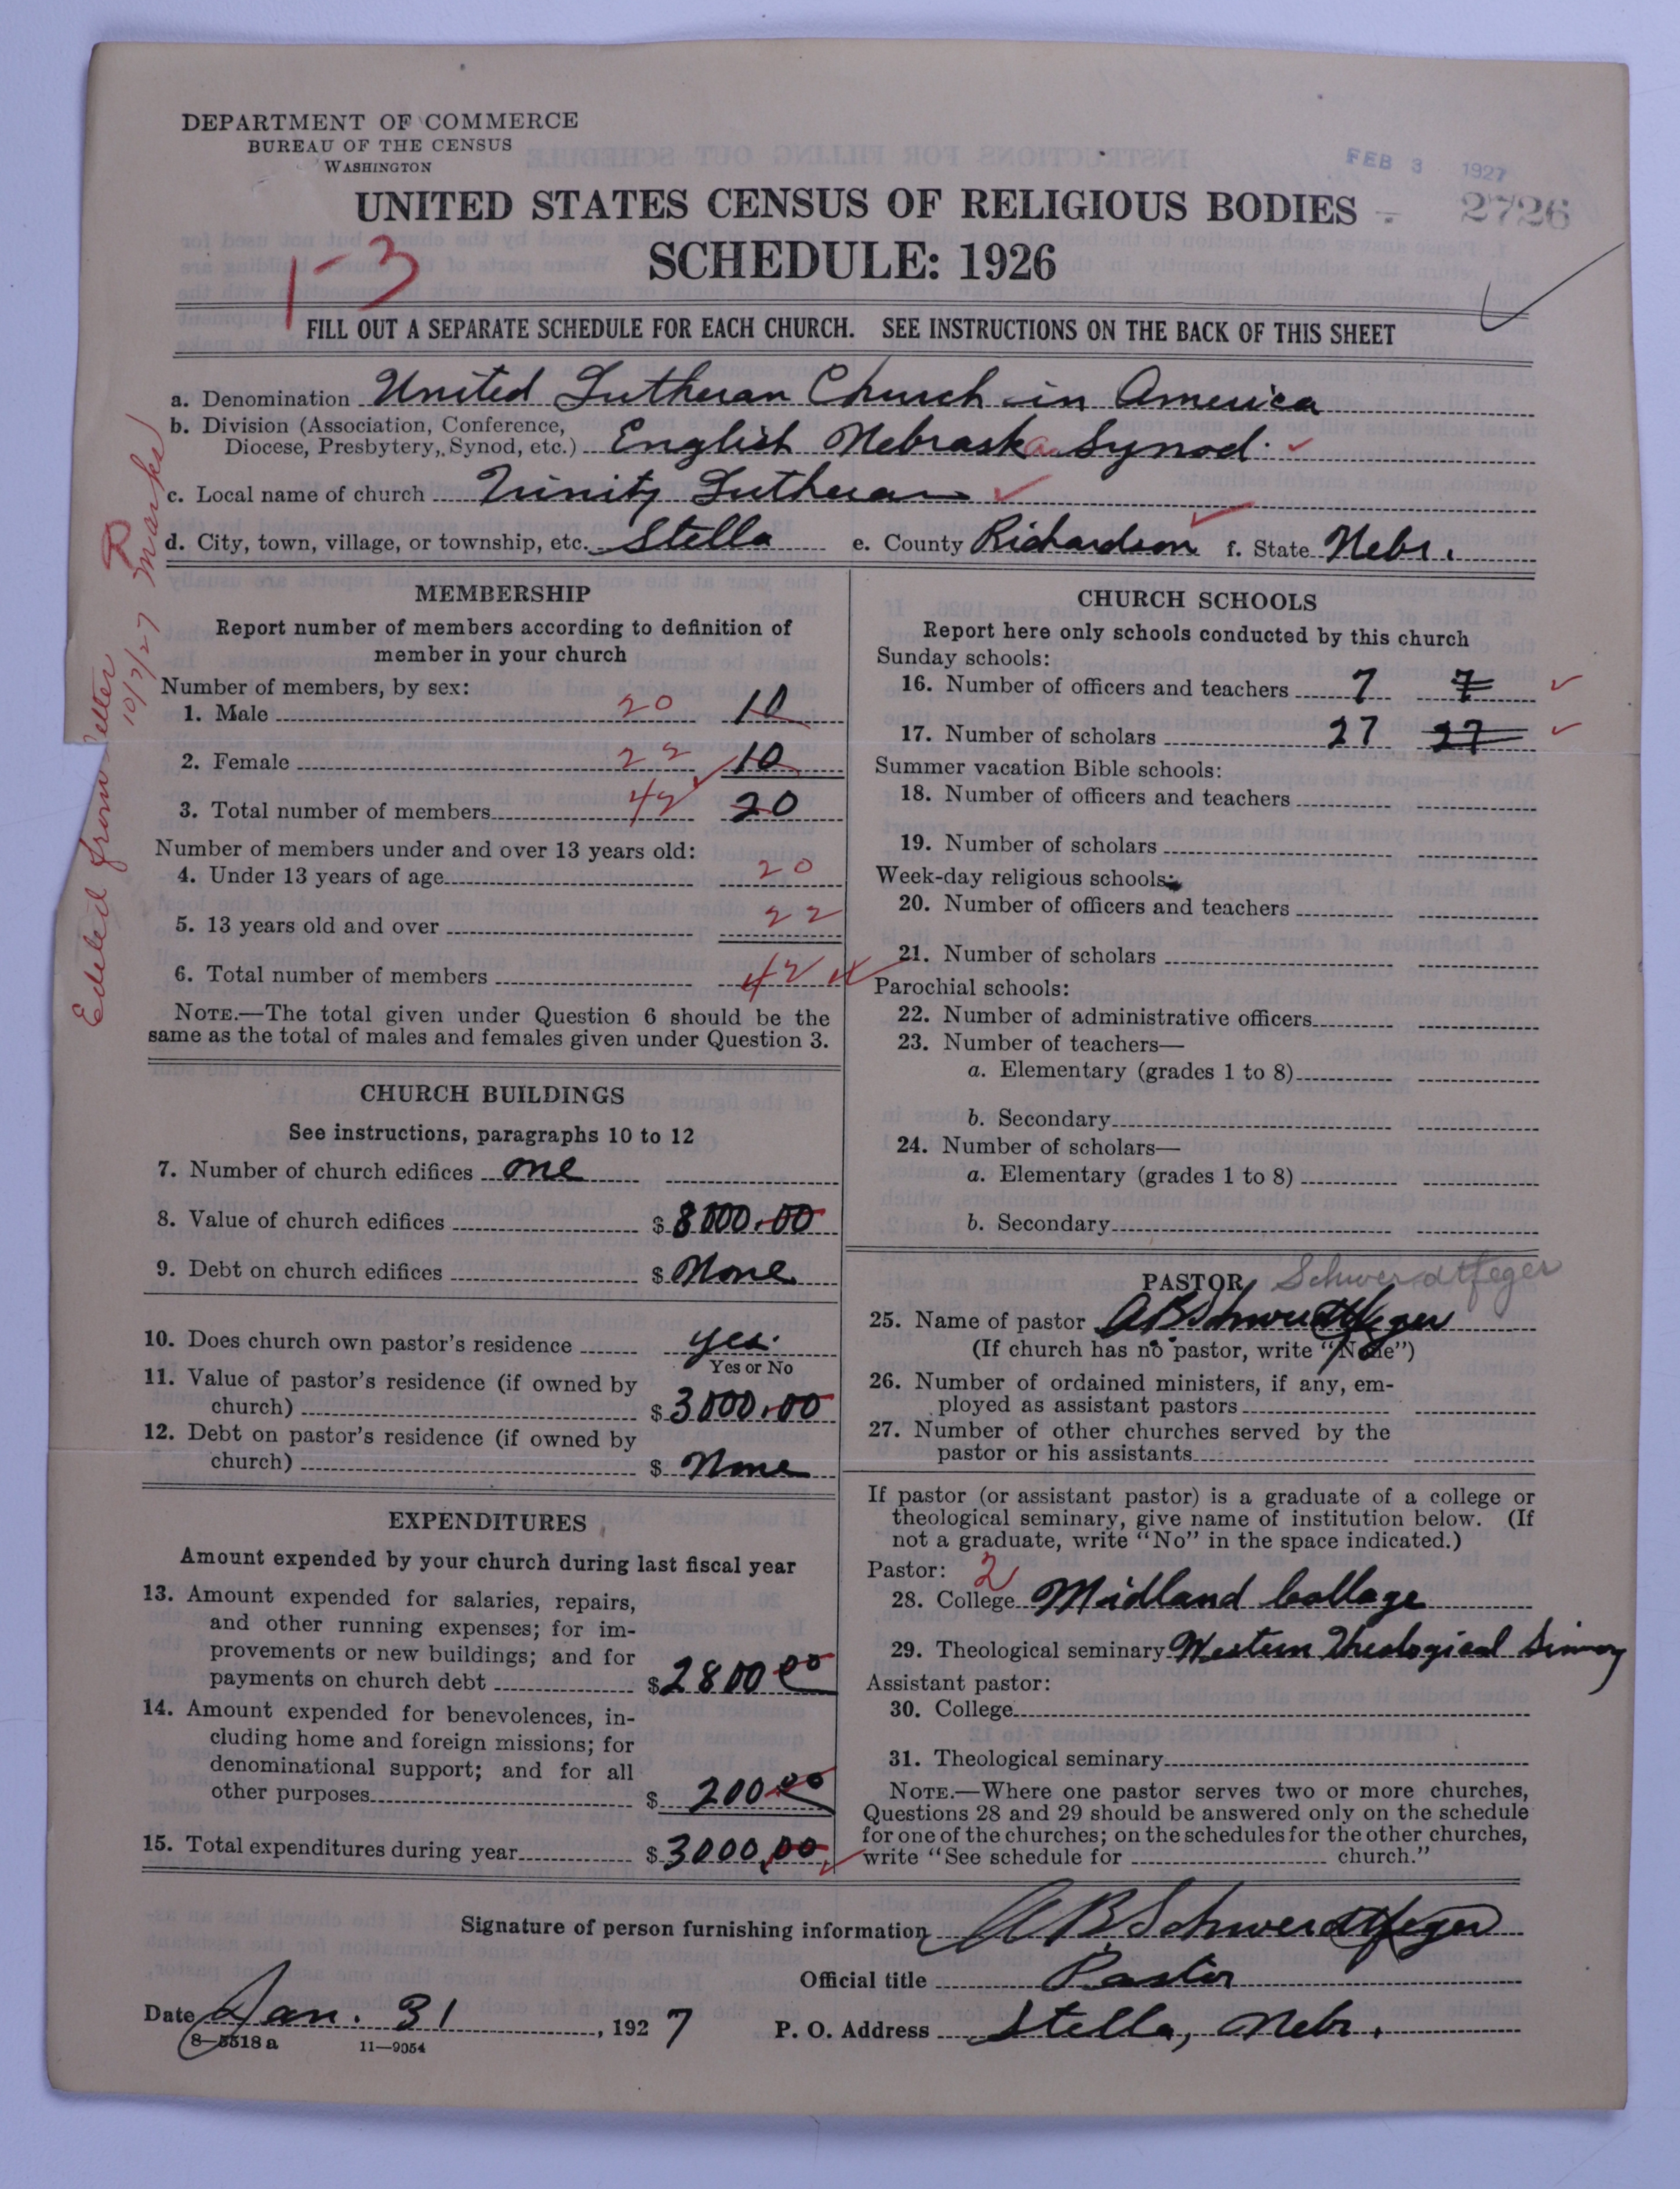 DEPARTMENT OF COMMERCE
BUREAU OF THE CENSUS
WASHINGTON
FEB 3 1927
2726
UNITED STATES CENSUS OF RELIGIOUS BODIES
SCHEDULE: 1926
1-3
FILL OUT A SEPARATE SCHEDULE FOR EACH CHURCH. SEE INSTRUCTIONS ON THE BACK OF THIS SHEET
a. Denomination United Lutheran Church in America
b. Division (Association, Conference,
Diocese, Presbytery, Synod, etc.) English Nebraska Synod.
c. Local name of church Trinity Lutheran
d. City, town, village, or township, etc. Stella e. County Richardson f. State Nebr.
Edited from letter
10/7/27 Marks
MEMBERSHIP
Report number of members according to definition of
member in your church
Number of members, by sex:
1. Male 20 10
2. Female 22 10
3. Total number of members 42 20
Number of members under and over 13 years old:
4. Under 13 years of age 20
5. 13 years old and over 22
6. Total number of members 42
NOTE.—The total given under Question 6 should be the
same as the total of males and females given under Question 3.
CHURCH BUILDINGS
See instructions, paragraphs 10 to 12
7. Number of church edifices one
8. Value of church edifices $ 8000.00
9. Debt on church edifices $ None
10. Does church own pastor's residence yes.
Yes or No
11. Value of pastor's residence (if owned by
church) $ 3000.00
12. Debt on pastor's residence (if owned by
church) $ None
EXPENDITURES
Amount expended by your church during last fiscal year
13. Amount expended for salaries, repairs,
and other running expenses; for im-
provements or new buildings; and for
payments on church debt $ 2800 00
14. Amount expended for benevolences, in-
cluding home and foreign missions; for
denominational support; and for all
other purposes $ 200 00
15. Total expenditures during year $ 3000.00
CHURCH SCHOOLS
Report here only schools conducted by this church
Sunday schools:
16. Number of officers and teachers 7 7
17. Number of scholars 27 27
Summer vacation Bible schools:
18. Number of officers and teachers
19. Number of scholars
Week-day religious schools:
20. Number of officers and teachers
21. Number of scholars
Parochial schools:
22. Number of administrative officers
23. Number of teachers—
a. Elementary (grades 1 to 8)
b. Secondary
24. Number of scholars—
a. Elementary (grades 1 to 8)
b. Secondary
PASTOR Schwerdtfeger
25. Name of pastor A B Schwerdtfeger
(If church has no pastor, write "None")
26. Number of ordained ministers, if any, em-
ployed as assistant pastors
27. Number of other churches served by the
pastor or his assistants
If pastor (or assistant pastor) is a graduate of a college or
theological seminary, give name of institution below. (If
not a graduate, write "No" in the space indicated.)
Pastor: 2
28. College Midland College
29. Theological seminary Western Theological
Assistant pastor:
30. College
31. Theological seminary
NOTE.—Where one pastor serves two or more churches,
Questions 28 and 29 should be answered only on the schedule
for one of the churches; on the schedules for the other churches,
write "See schedule for church."
Signature of person furnishing information A B Schwerdtfeger
Official title Pastor
Date Jan. 31, 1927 P. O. Address Stella, Nebr.
8—5518 a 11—9054